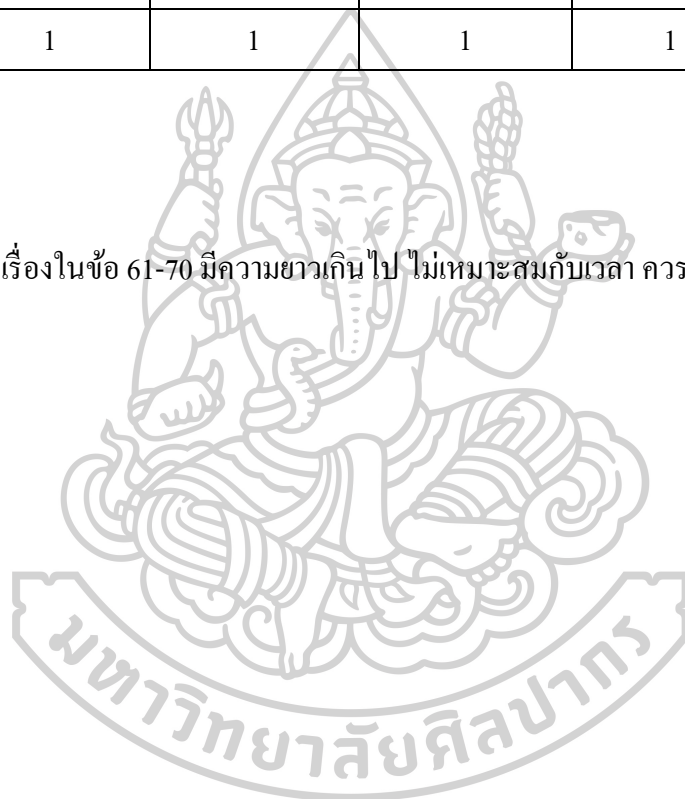 1 1 1 1
เรื่องในข้อ 61-70 มีความยาวเกินไป ไม่เหมาะสมกับเวลา ควร
มหาวิทยาลัยศิลปากร